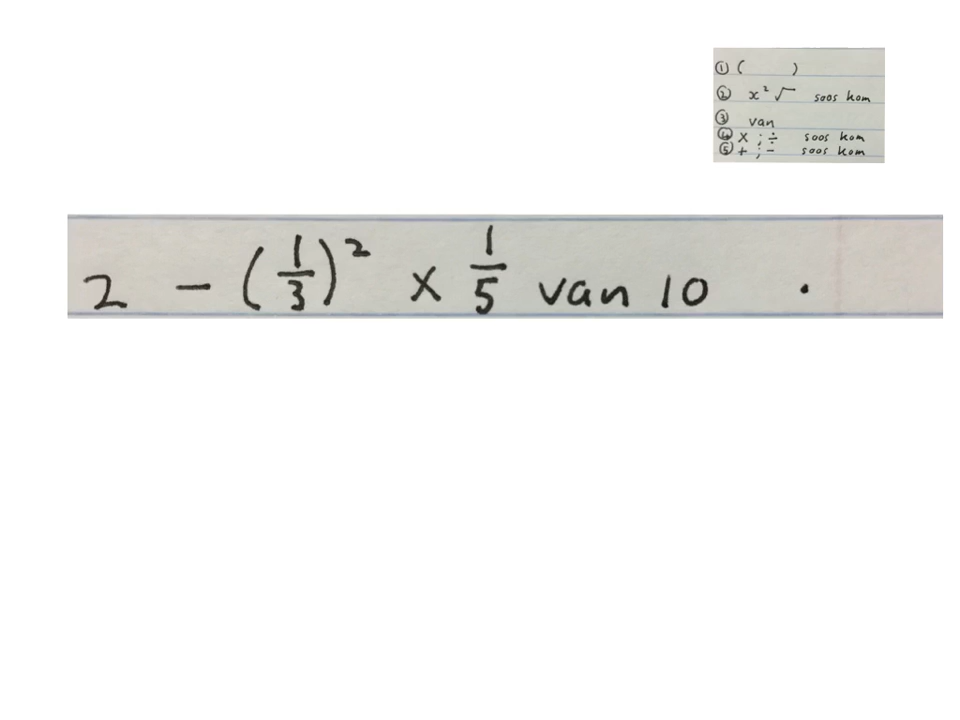 ① ( )
② x² √ soos kom
③ van
④ × ; ÷ soos kom
⑤ + ; - soos kom
2 - (1/3)² × 1/5 van 10 .